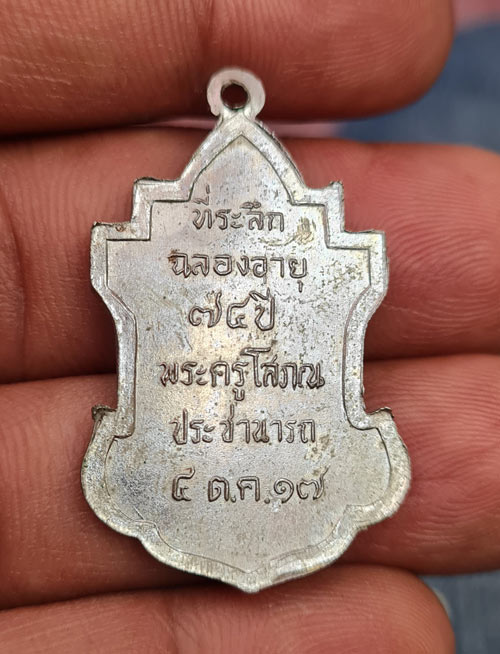 ที่ระลึก
ฉลองอายุ
๗๔ปี
พระครูโสภณ
ประชานารถ
๕ ต.ค.๑๗